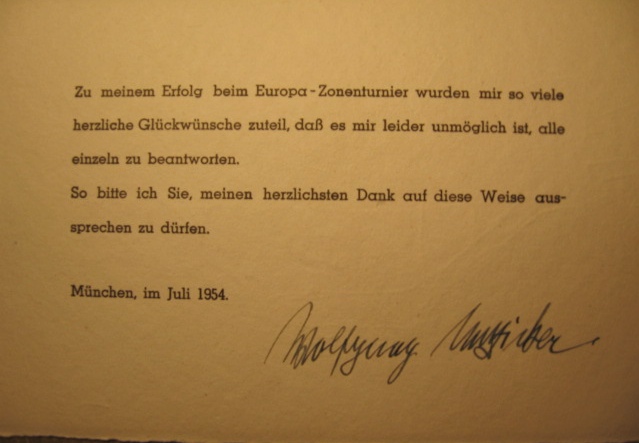 Zu meinem Erfolg beim Europa-Zonenturnier wurden mir so viele
herzliche Glückwünsche zuteil, daß es mir leider unmöglich ist, alle
einzeln zu beantworten.
So bitte ich Sie, meinen herzlichsten Dank auf diese Weise aus-
sprechen zu dürfen.
München, im Juli 1954.
Wolfgang Unzicker.